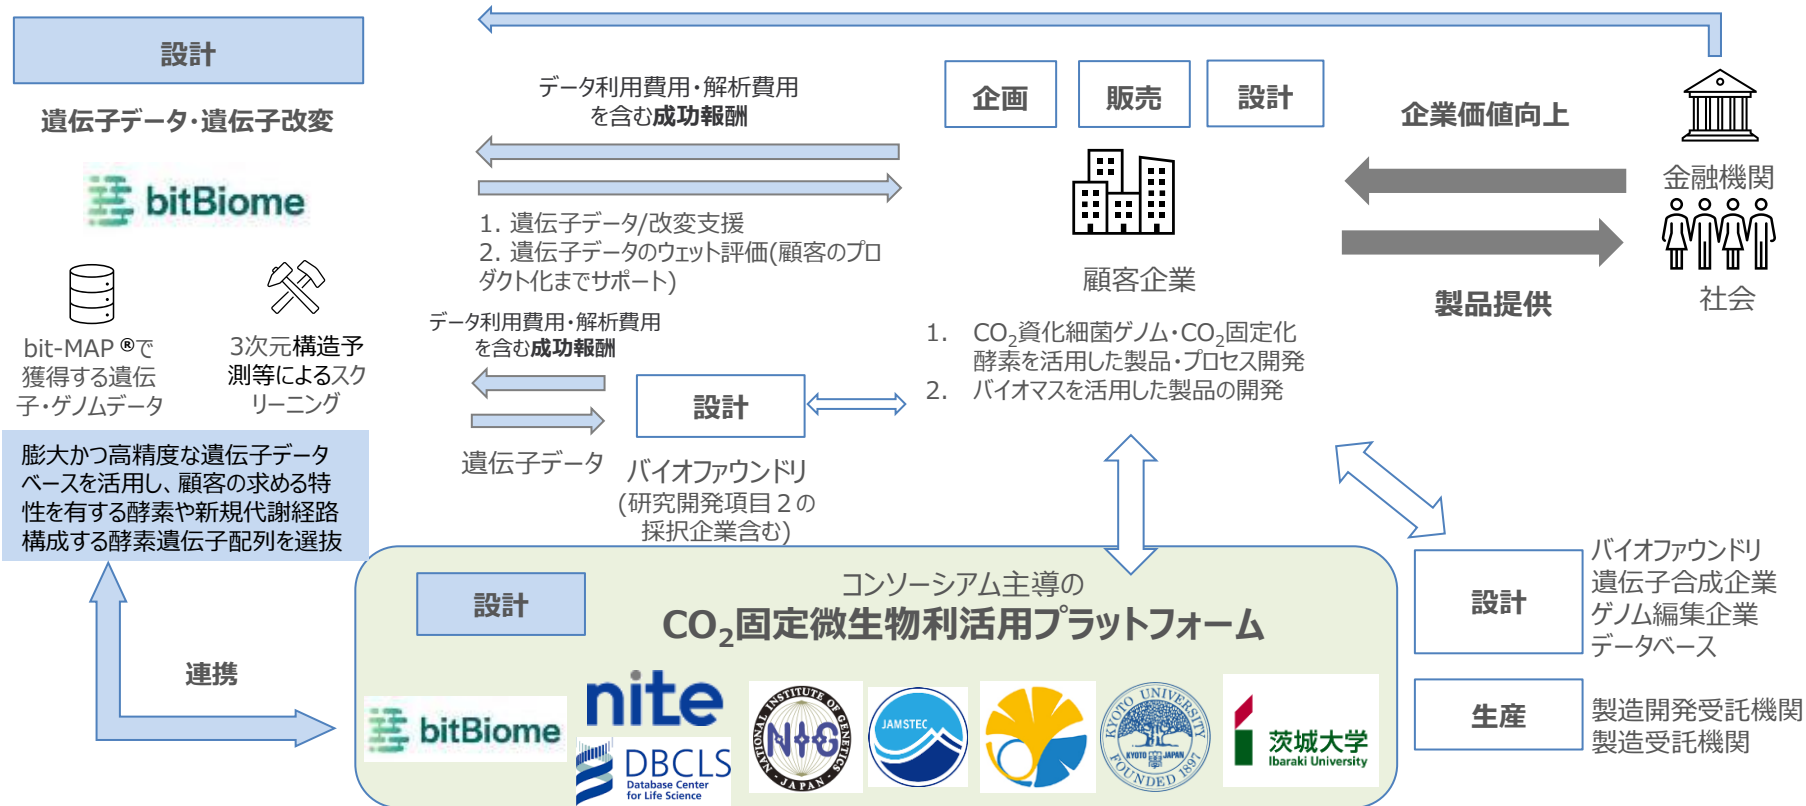 設計
遺伝子データ・遺伝子改変
bitBiome
bit-MAP ®で
獲得する遺伝
子・ゲノムデータ
3次元構造予
測等によるスク
リーニング
膨大かつ高精度な遺伝子データ
ベースを活用し、顧客の求める特
性を有する酵素や新規代謝経路
構成する酵素遺伝子配列を選抜
連携
データ利用費用・解析費用
を含む成功報酬
1. 遺伝子データ/改変支援
2. 遺伝子データのウェット評価(顧客のプロ
ダクト化までサポート)
データ利用費用・解析費用
を含む成功報酬
遺伝子データ
設計
バイオファウンドリ
(研究開発項目２の
採択企業含む)
企画
販売
設計
顧客企業
1. CO₂資化細菌ゲノム・CO₂固定化
酵素を活用した製品・プロセス開発
2. バイオマスを活用した製品の開発
企業価値向上
製品提供
金融機関
社会
設計
バイオファウンドリ
遺伝子合成企業
ゲノム編集企業
データベース
生産
製造開発受託機関
製造受託機関
設計
コンソーシアム主導の
CO₂固定微生物利活用プラットフォーム
bitBiome
nite
DBCLS
Database Center
for Life Science
NATIONAL INSTITUTE OF GENETICS
NIG
JAPAN
JAMSTEC
KYOTO UNIVERSITY
KYOTO JAPAN
FOUNDED 1897
茨城大学
Ibaraki University